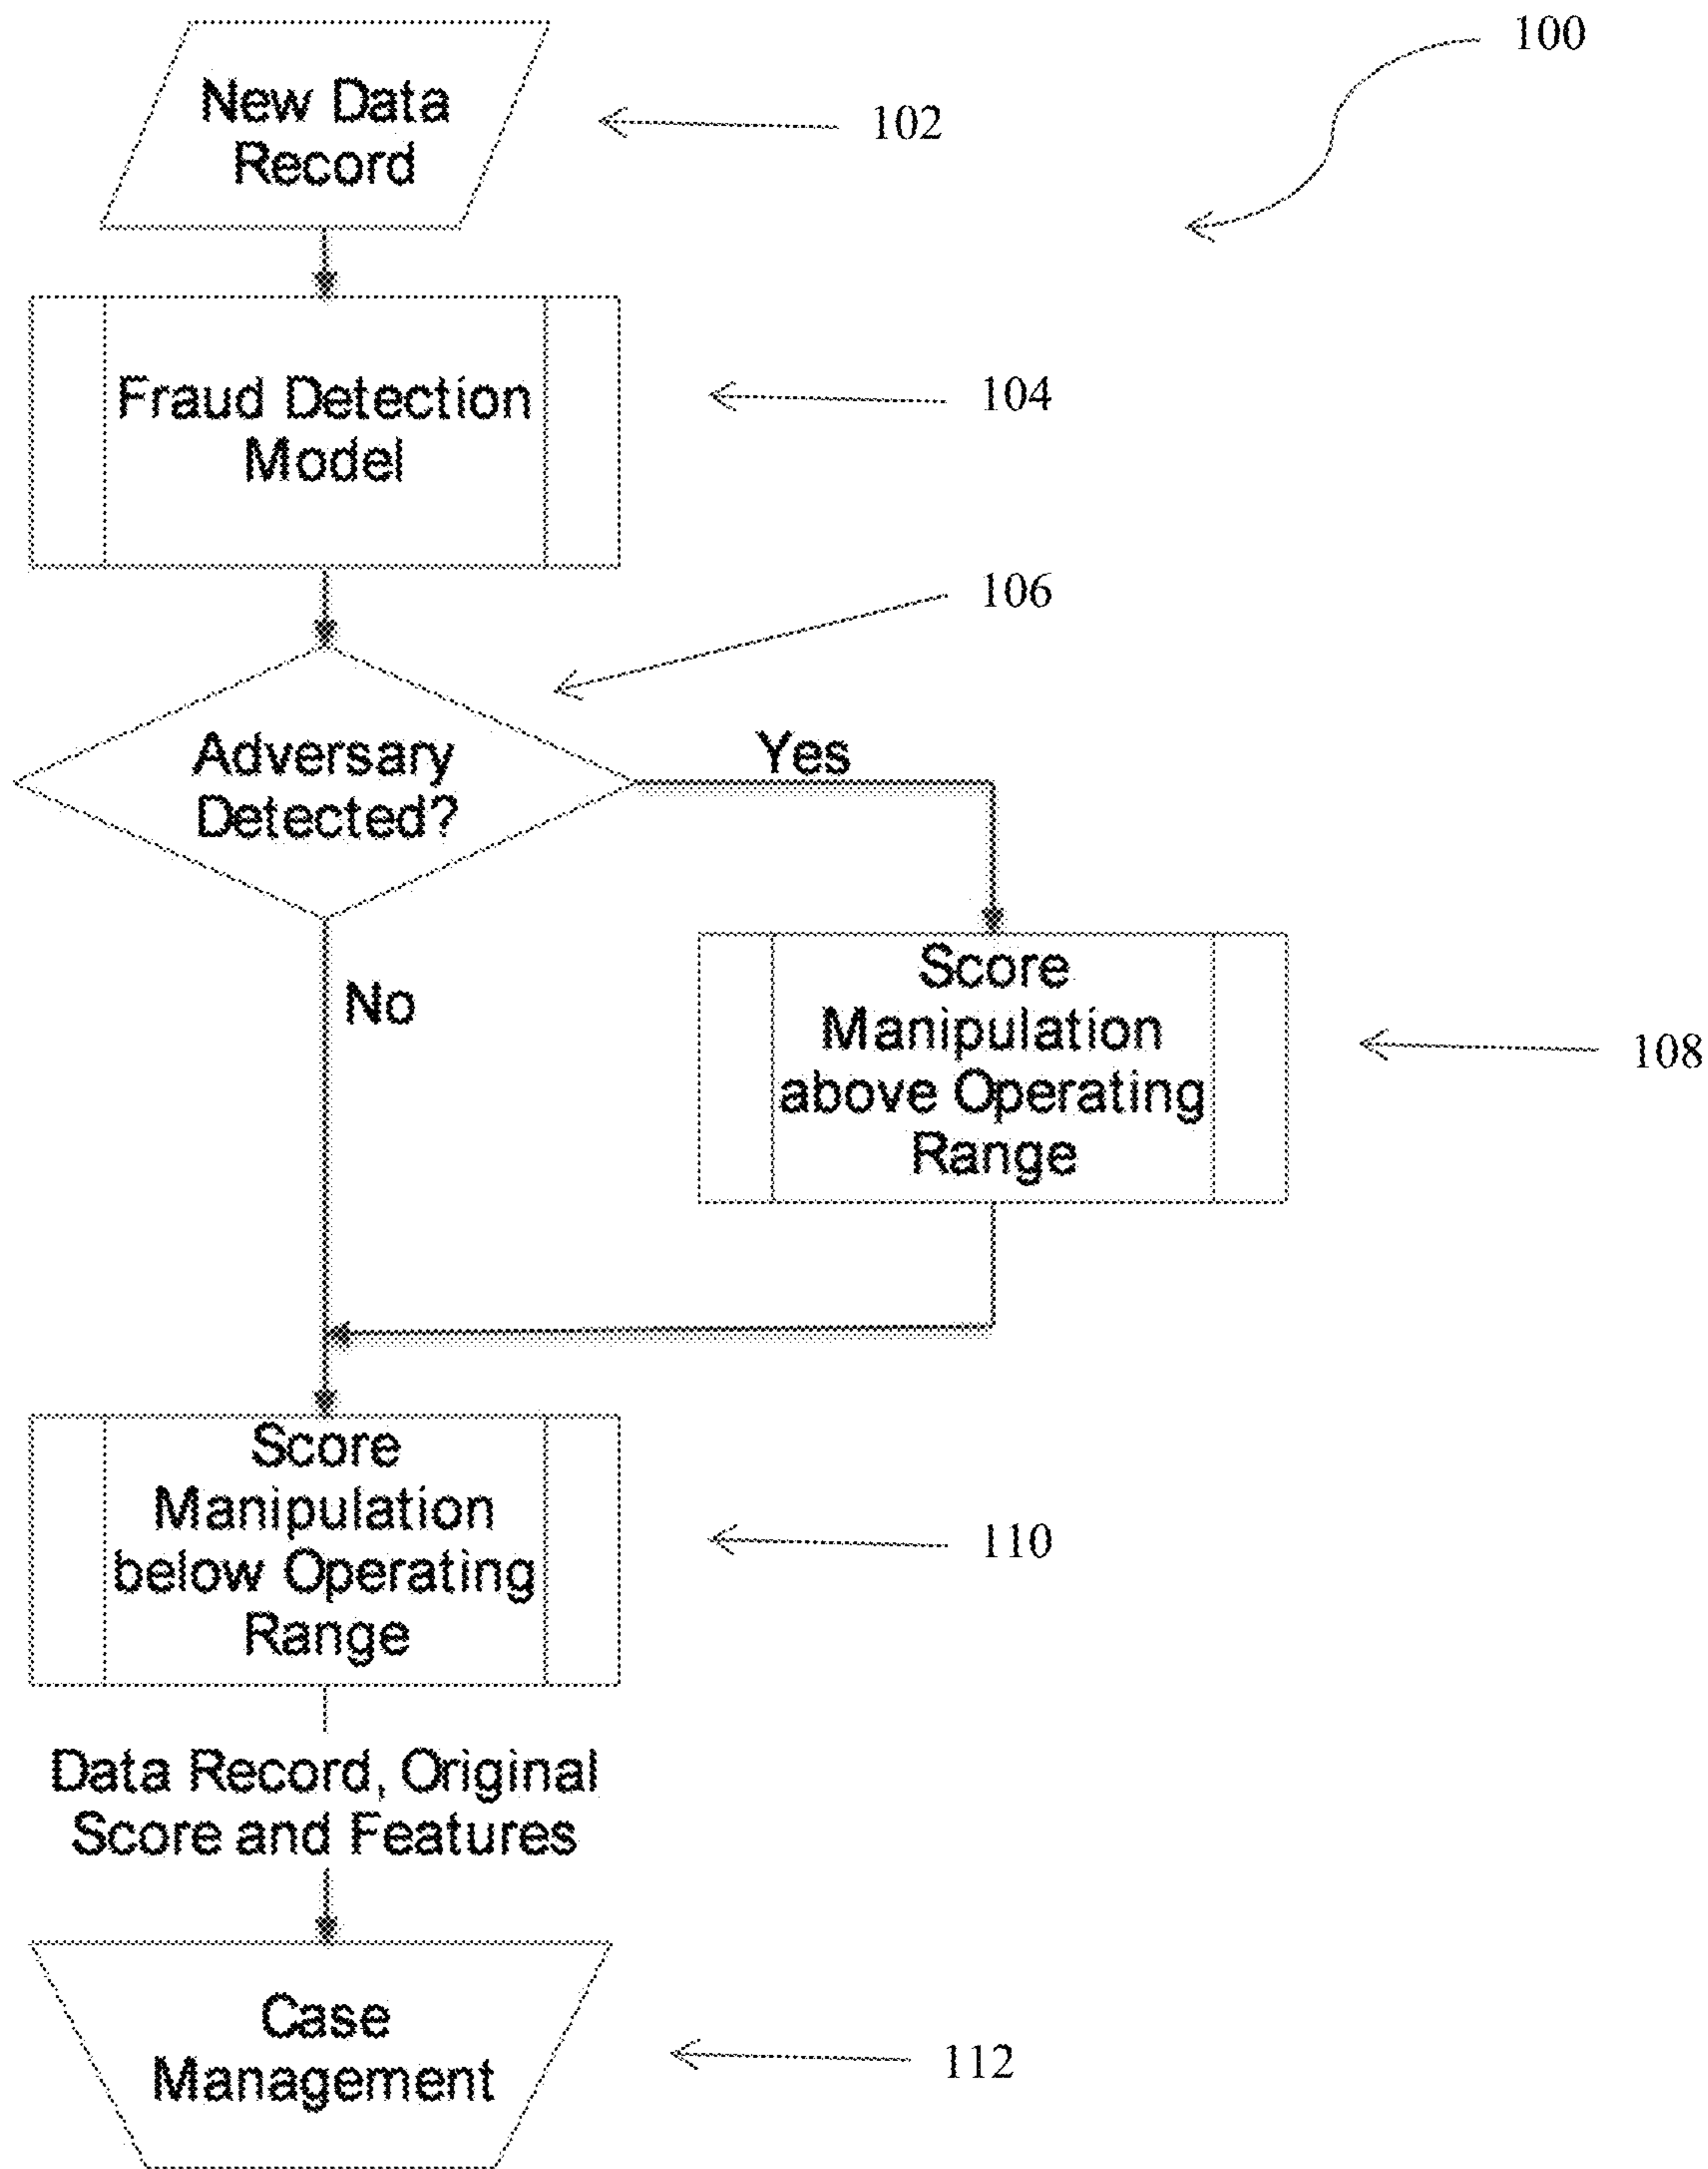 100
New Data
Record
102
Fraud Detection
Model
104
106
Adversary
Detected?
Yes
No
Score
Manipulation
above Operating
Range
108
Score
Manipulation
below Operating
Range
110
Data Record, Original
Score and Features
Case
Management
112